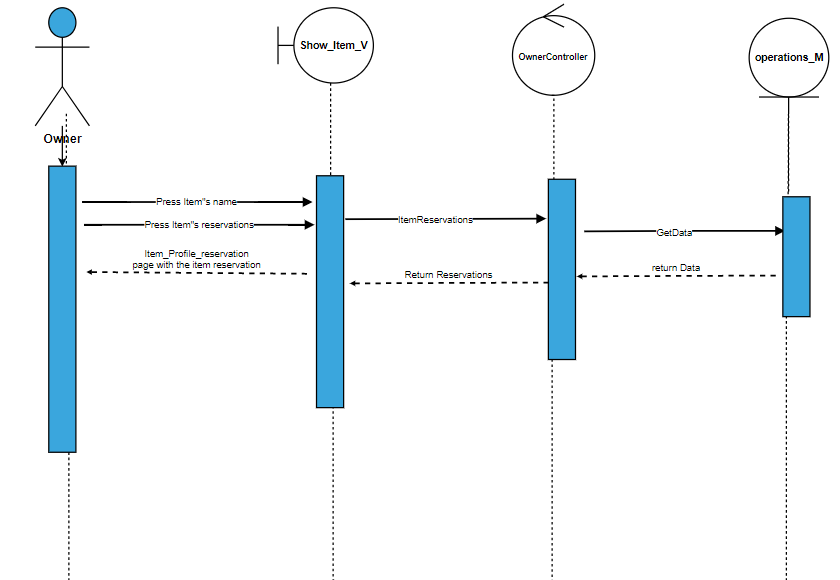 Show_Item_V
OwnerController
operations_M
Owner
Press Item"s name
Press Item"s reservations
ItemReservations
GetData
Item_Profile_reservation
page with the item reservation
Return Reservations
return Data